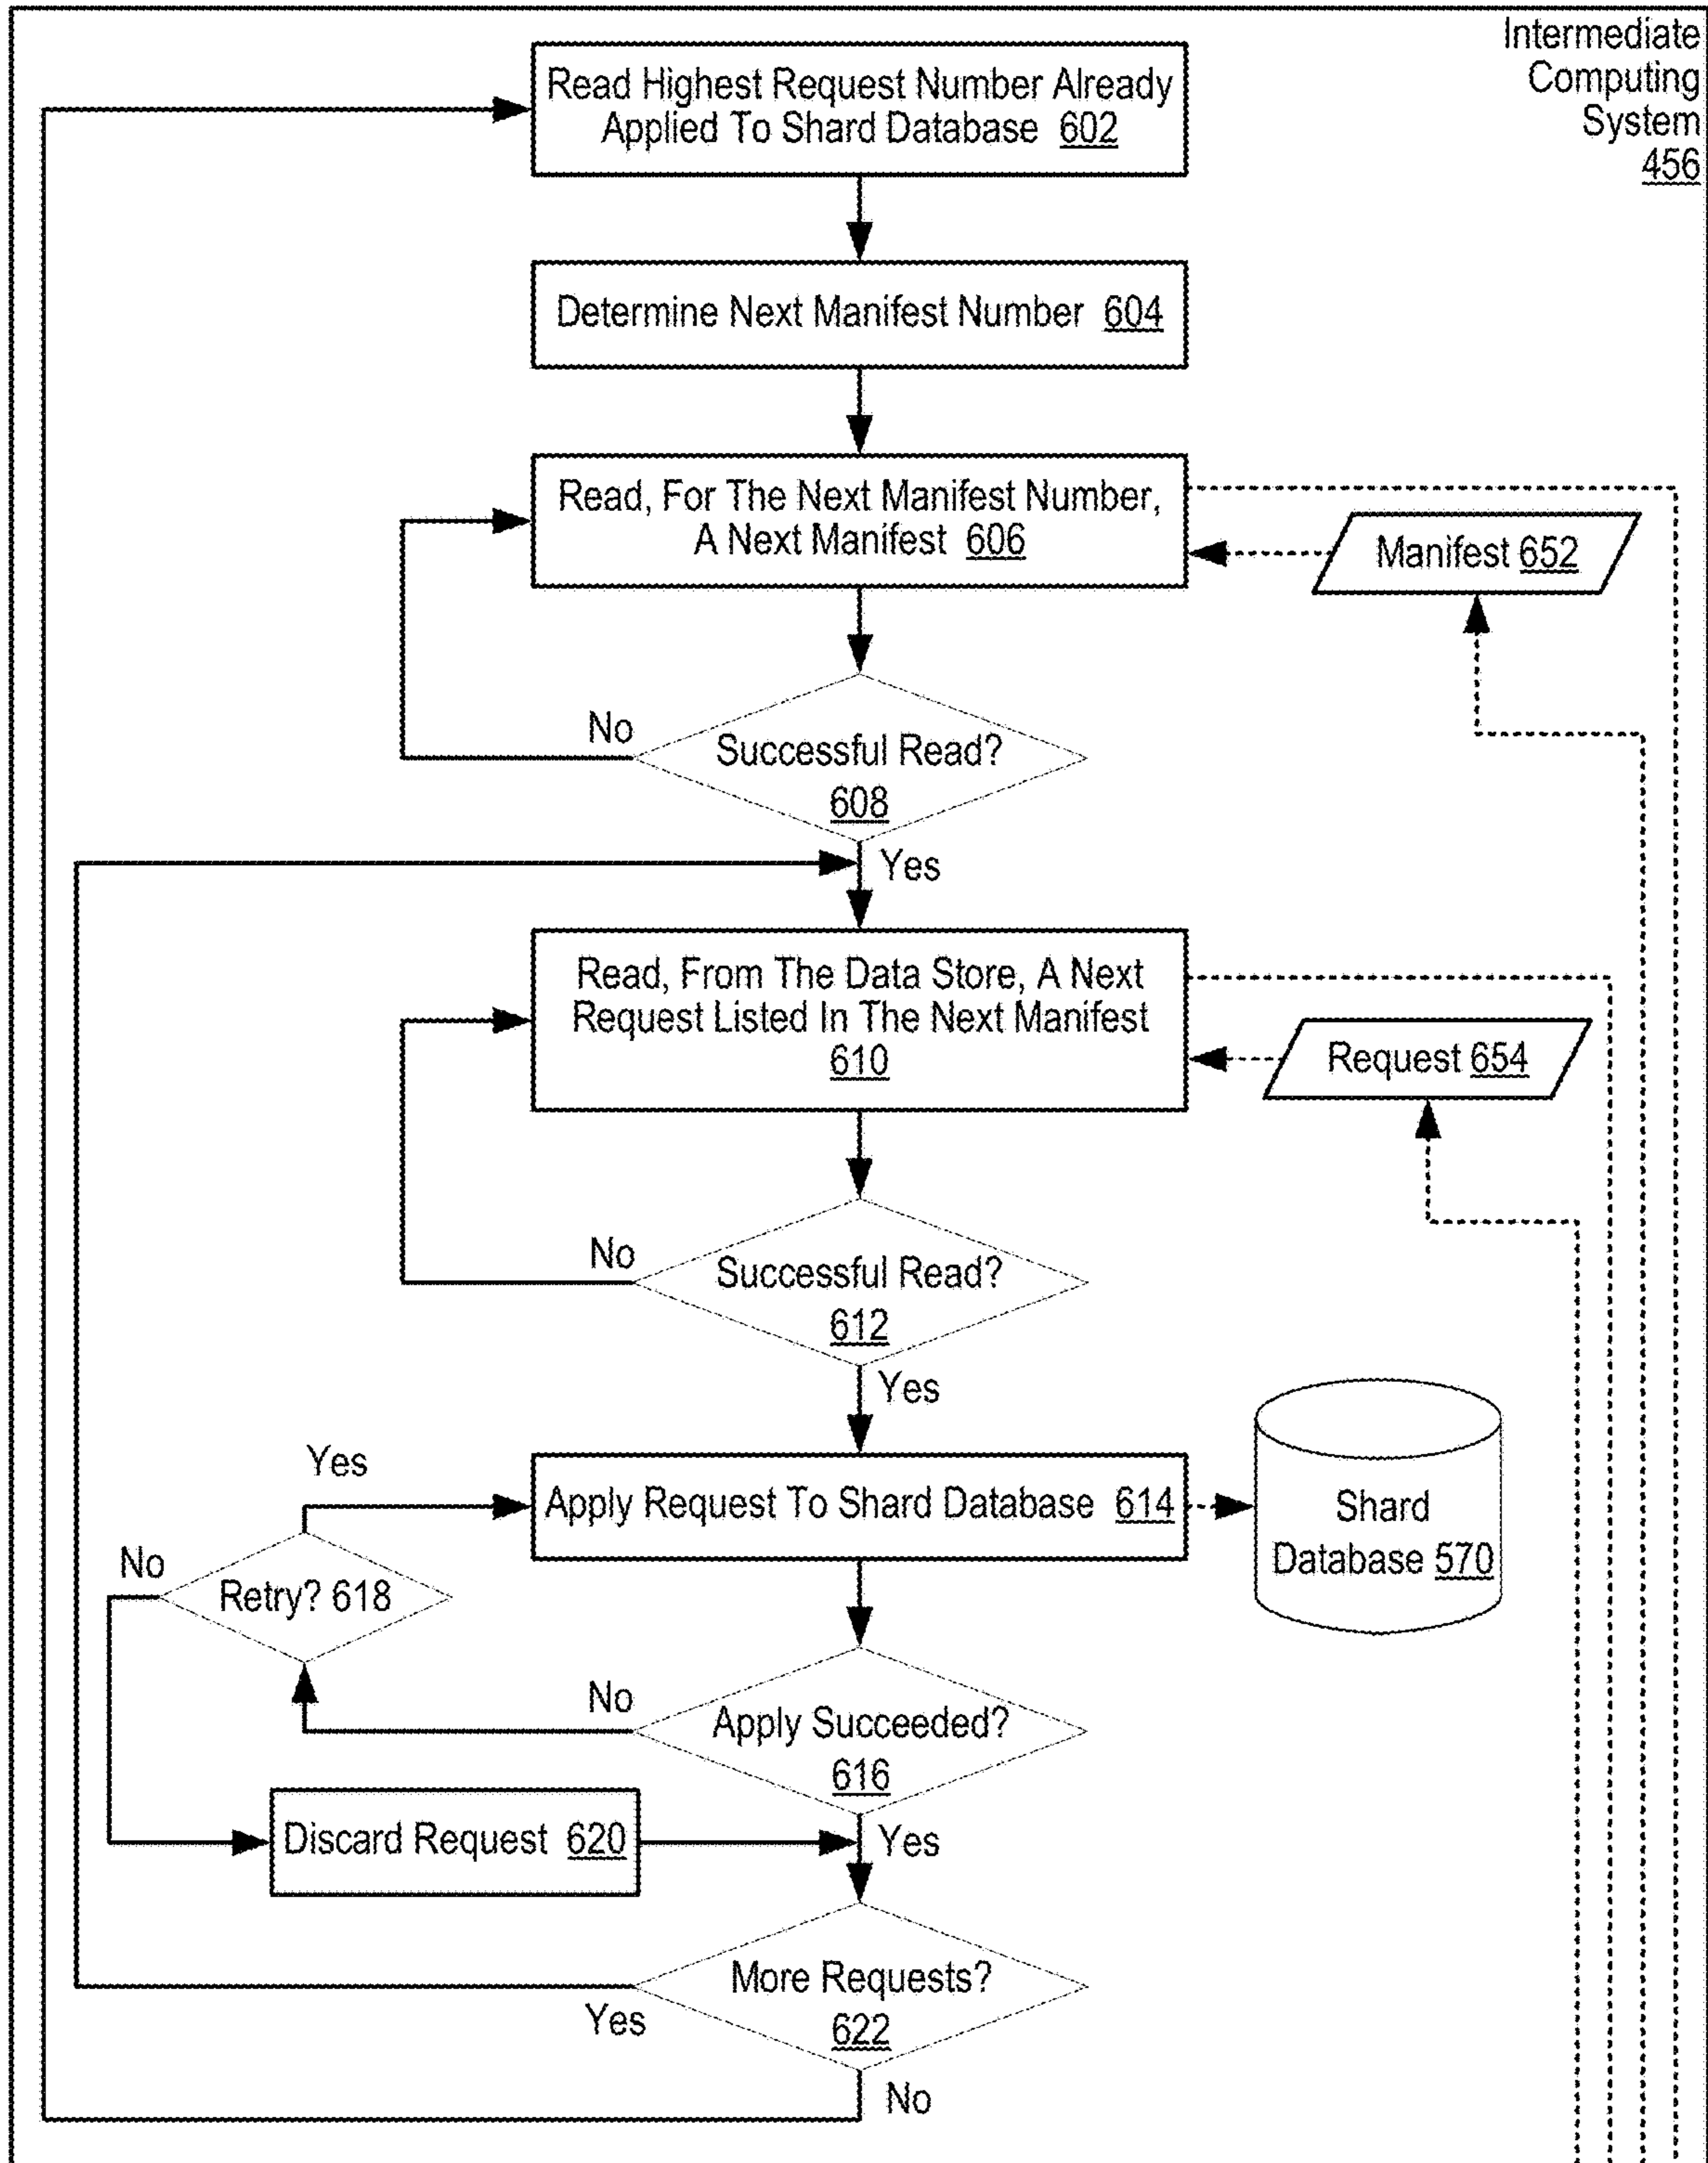 Intermediate
Computing
System
456
Read Highest Request Number Already
Applied To Shard Database 602
Determine Next Manifest Number 604
Read, For The Next Manifest Number,
A Next Manifest 606
Manifest 652
No
Successful Read?
608
Yes
Read, From The Data Store, A Next
Request Listed In The Next Manifest
610
Request 654
No
Successful Read?
612
Yes
Yes
Apply Request To Shard Database 614
Shard
Database 570
No
Retry? 618
No
Apply Succeeded?
616
Discard Request 620
Yes
More Requests?
622
Yes
No